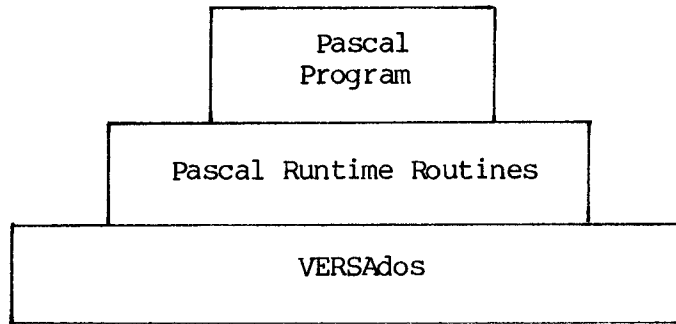 Pascal
Program
Pascal Runtime Routines
VERSAdos